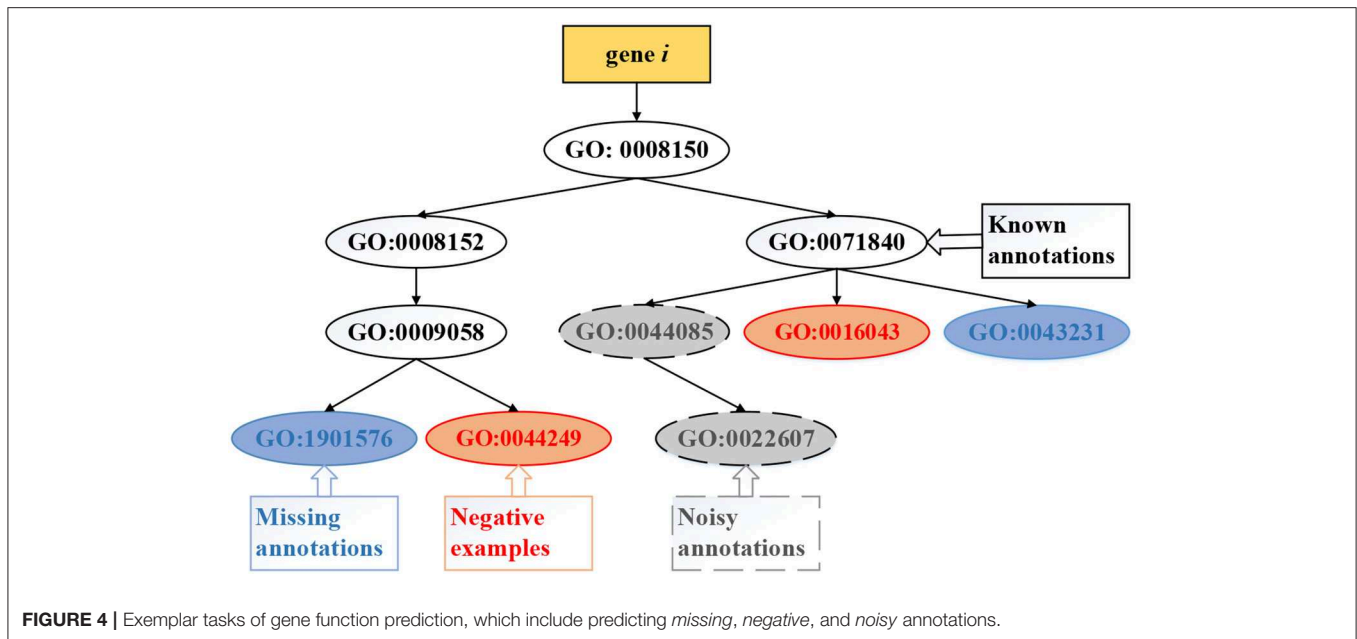 gene i
GO: 0008150
GO:0008152
GO:0071840
Known
annotations
GO:0009058
GO:0044085
GO:0016043
GO:0043231
GO:1901576
GO:0044249
GO:0022607
Missing
annotations
Negative
examples
Noisy
annotations
FIGURE 4 | Exemplar tasks of gene function prediction, which include predicting missing, negative, and noisy annotations.